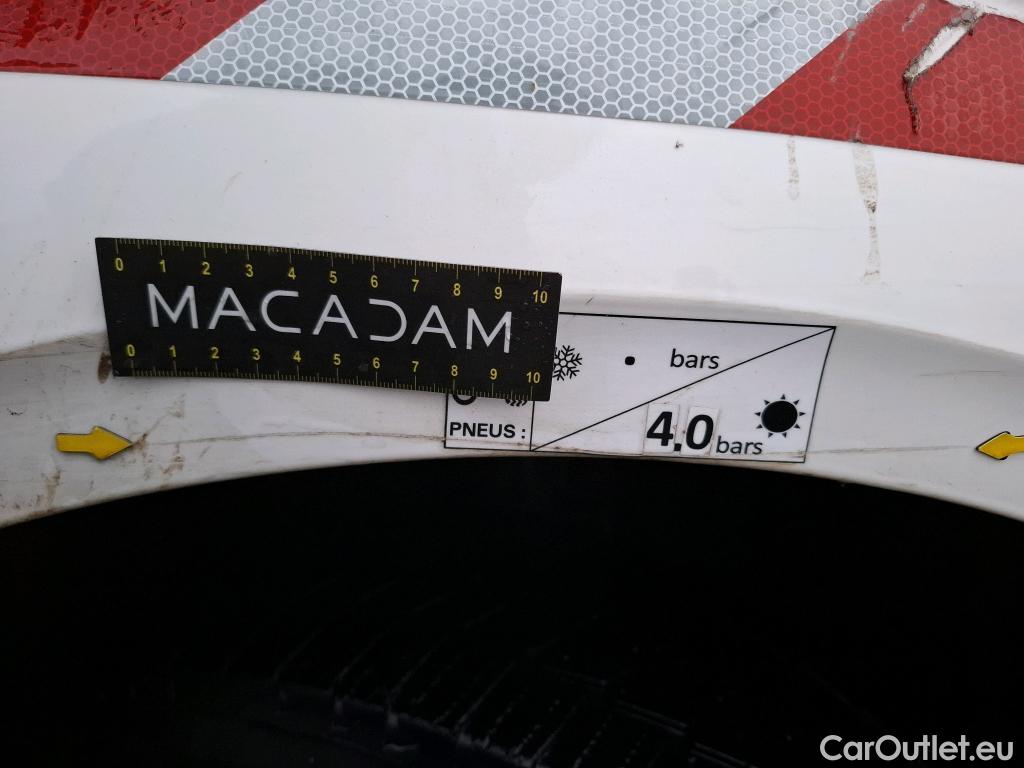 0 1 2 3 4 5 6 7 8 9 10
MACADAM
0 1 2 3 4 5 6 7 8 9 10
. bars
PNEUS :
4.0 bars
CarOutlet.eu